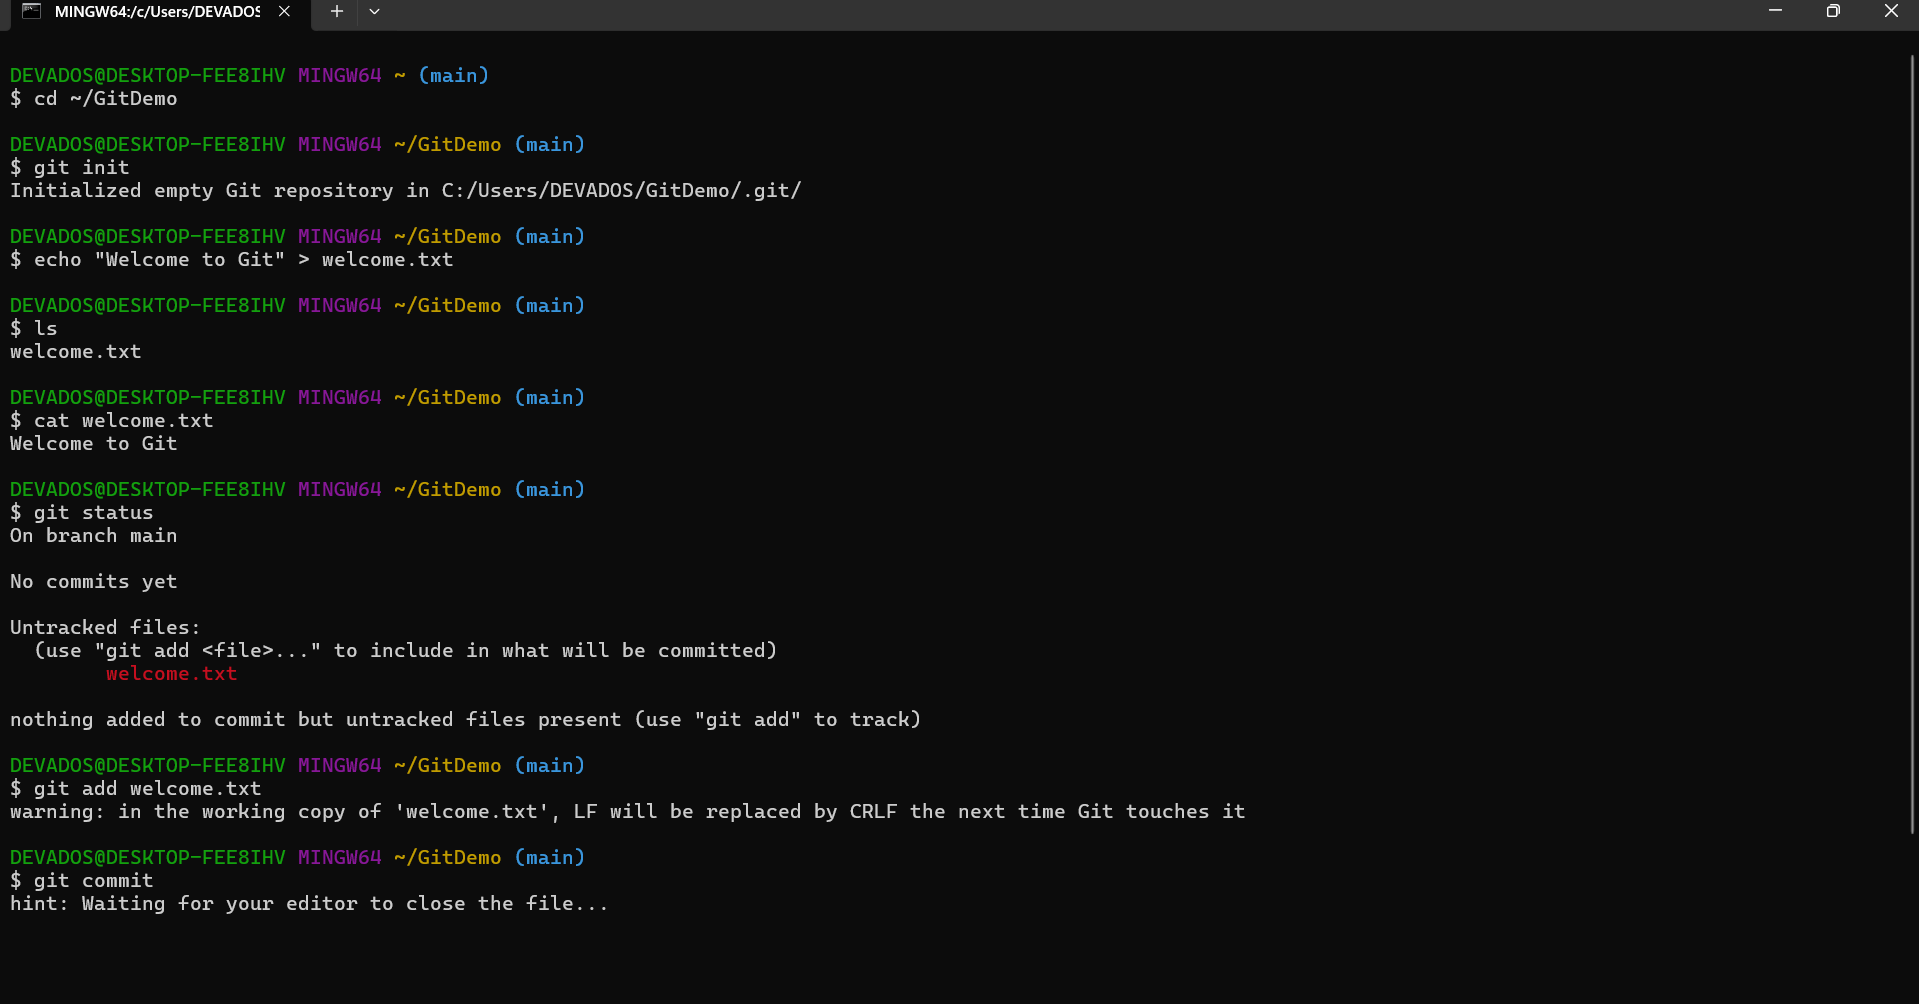 MINGW64:/c/Users/DEVADOS
DEVADOS@DESKTOP-FEE8IHV MINGW64 ~ (main)
$ cd ~/GitDemo
DEVADOS@DESKTOP-FEE8IHV MINGW64 ~/GitDemo (main)
$ git init
Initialized empty Git repository in C:/Users/DEVADOS/GitDemo/.git/
DEVADOS@DESKTOP-FEE8IHV MINGW64 ~/GitDemo (main)
$ echo "Welcome to Git" > welcome.txt
DEVADOS@DESKTOP-FEE8IHV MINGW64 ~/GitDemo (main)
$ ls
welcome.txt
DEVADOS@DESKTOP-FEE8IHV MINGW64 ~/GitDemo (main)
$ cat welcome.txt
Welcome to Git
DEVADOS@DESKTOP-FEE8IHV MINGW64 ~/GitDemo (main)
$ git status
On branch main
No commits yet
Untracked files:
  (use "git add <file>..." to include in what will be committed)
        welcome.txt
nothing added to commit but untracked files present (use "git add" to track)
DEVADOS@DESKTOP-FEE8IHV MINGW64 ~/GitDemo (main)
$ git add welcome.txt
warning: in the working copy of 'welcome.txt', LF will be replaced by CRLF the next time Git touches it
DEVADOS@DESKTOP-FEE8IHV MINGW64 ~/GitDemo (main)
$ git commit
hint: Waiting for your editor to close the file...